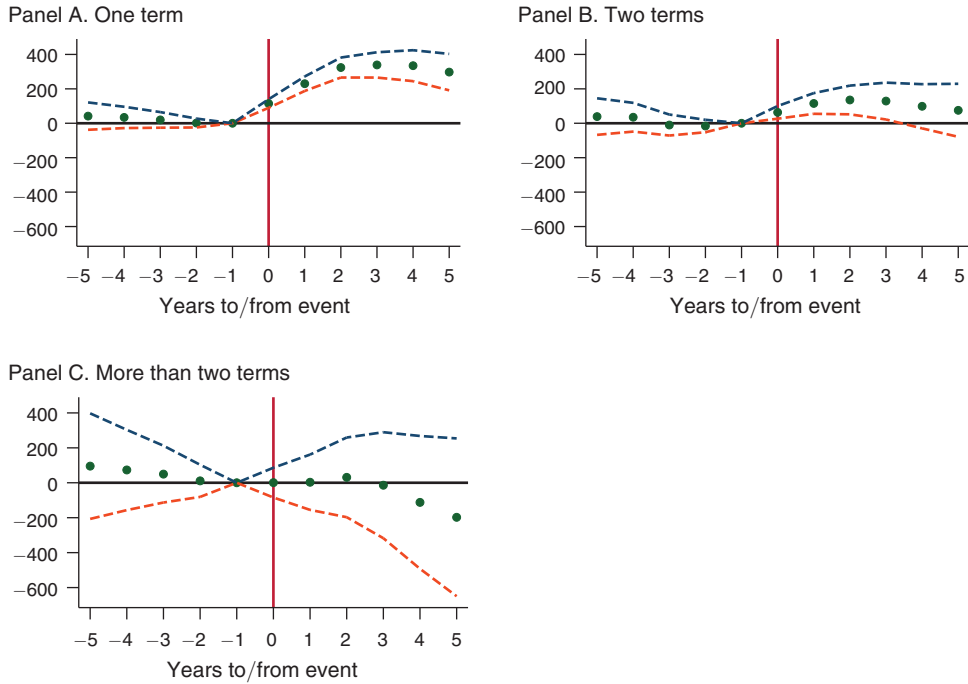 Panel A. One term
400
200
0
−200
−400
−600
−5 −4 −3 −2 −1 0 1 2 3 4 5
Years to/from event
Panel B. Two terms
400
200
0
−200
−400
−600
−5 −4 −3 −2 −1 0 1 2 3 4 5
Years to/from event
Panel C. More than two terms
400
200
0
−200
−400
−600
−5 −4 −3 −2 −1 0 1 2 3 4 5
Years to/from event